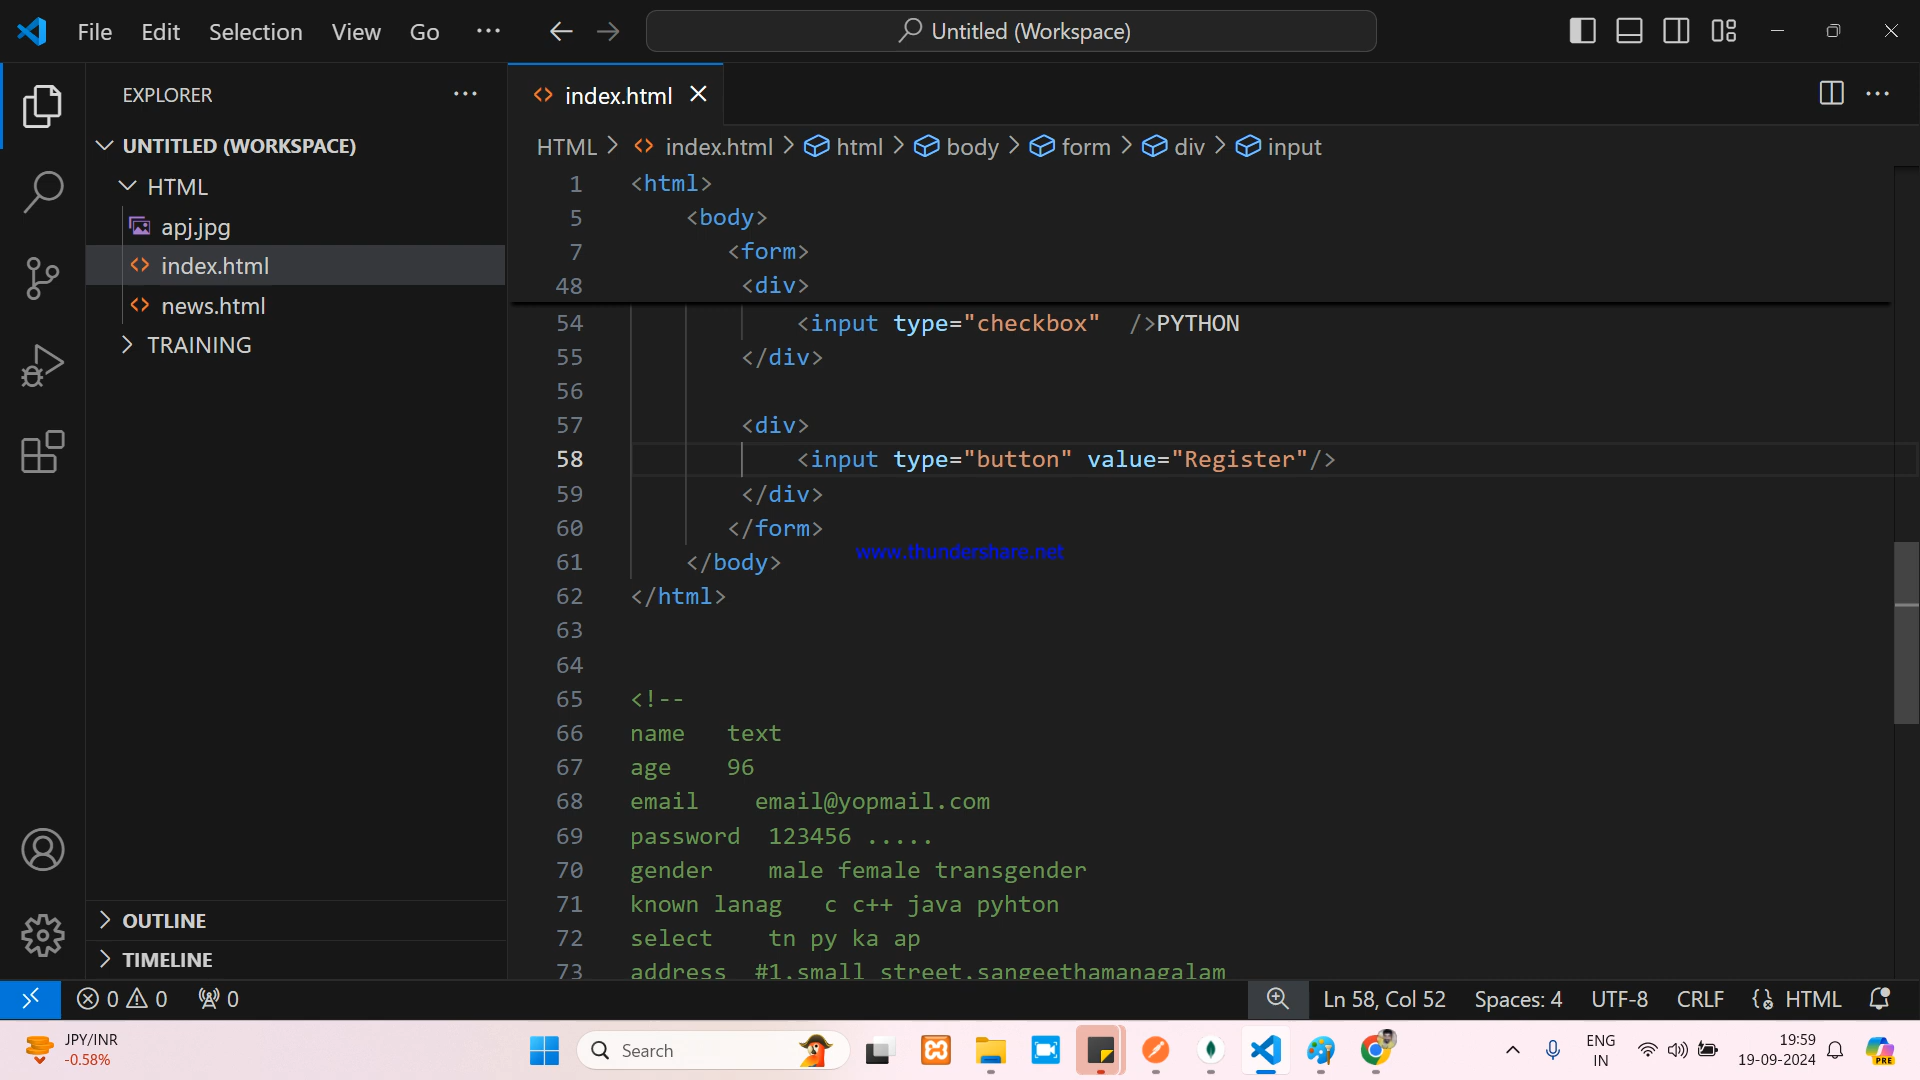 File Edit Selection View Go ··· Untitled (Workspace)
EXPLORER ···
UNTITLED (WORKSPACE)
HTML
apj.jpg
index.html
news.html
TRAINING
OUTLINE
TIMELINE
index.html
HTML > index.html > html > body > form > div > input
1 <html>
5 <body>
7 <form>
48 <div>
54 <input type="checkbox" />PYTHON
55 </div>
56
57 <div>
58 <input type="button" value="Register"/>
59 </div>
60 </form>
www.thundershare.net
61 </body>
62 </html>
63
64
65 <!--
66 name text
67 age 96
68 email email@yopmail.com
69 password 123456 .....
70 gender male female transgender
71 known lanag c c++ java pyhton
72 select tn py ka ap
73 address #1,small street,sangeethamanagalam
0 0 0 Ln 58, Col 52 Spaces: 4 UTF-8 CRLF HTML
JPY/INR
-0.58%
Search
ENG
IN
19:59
19-09-2024
PRE